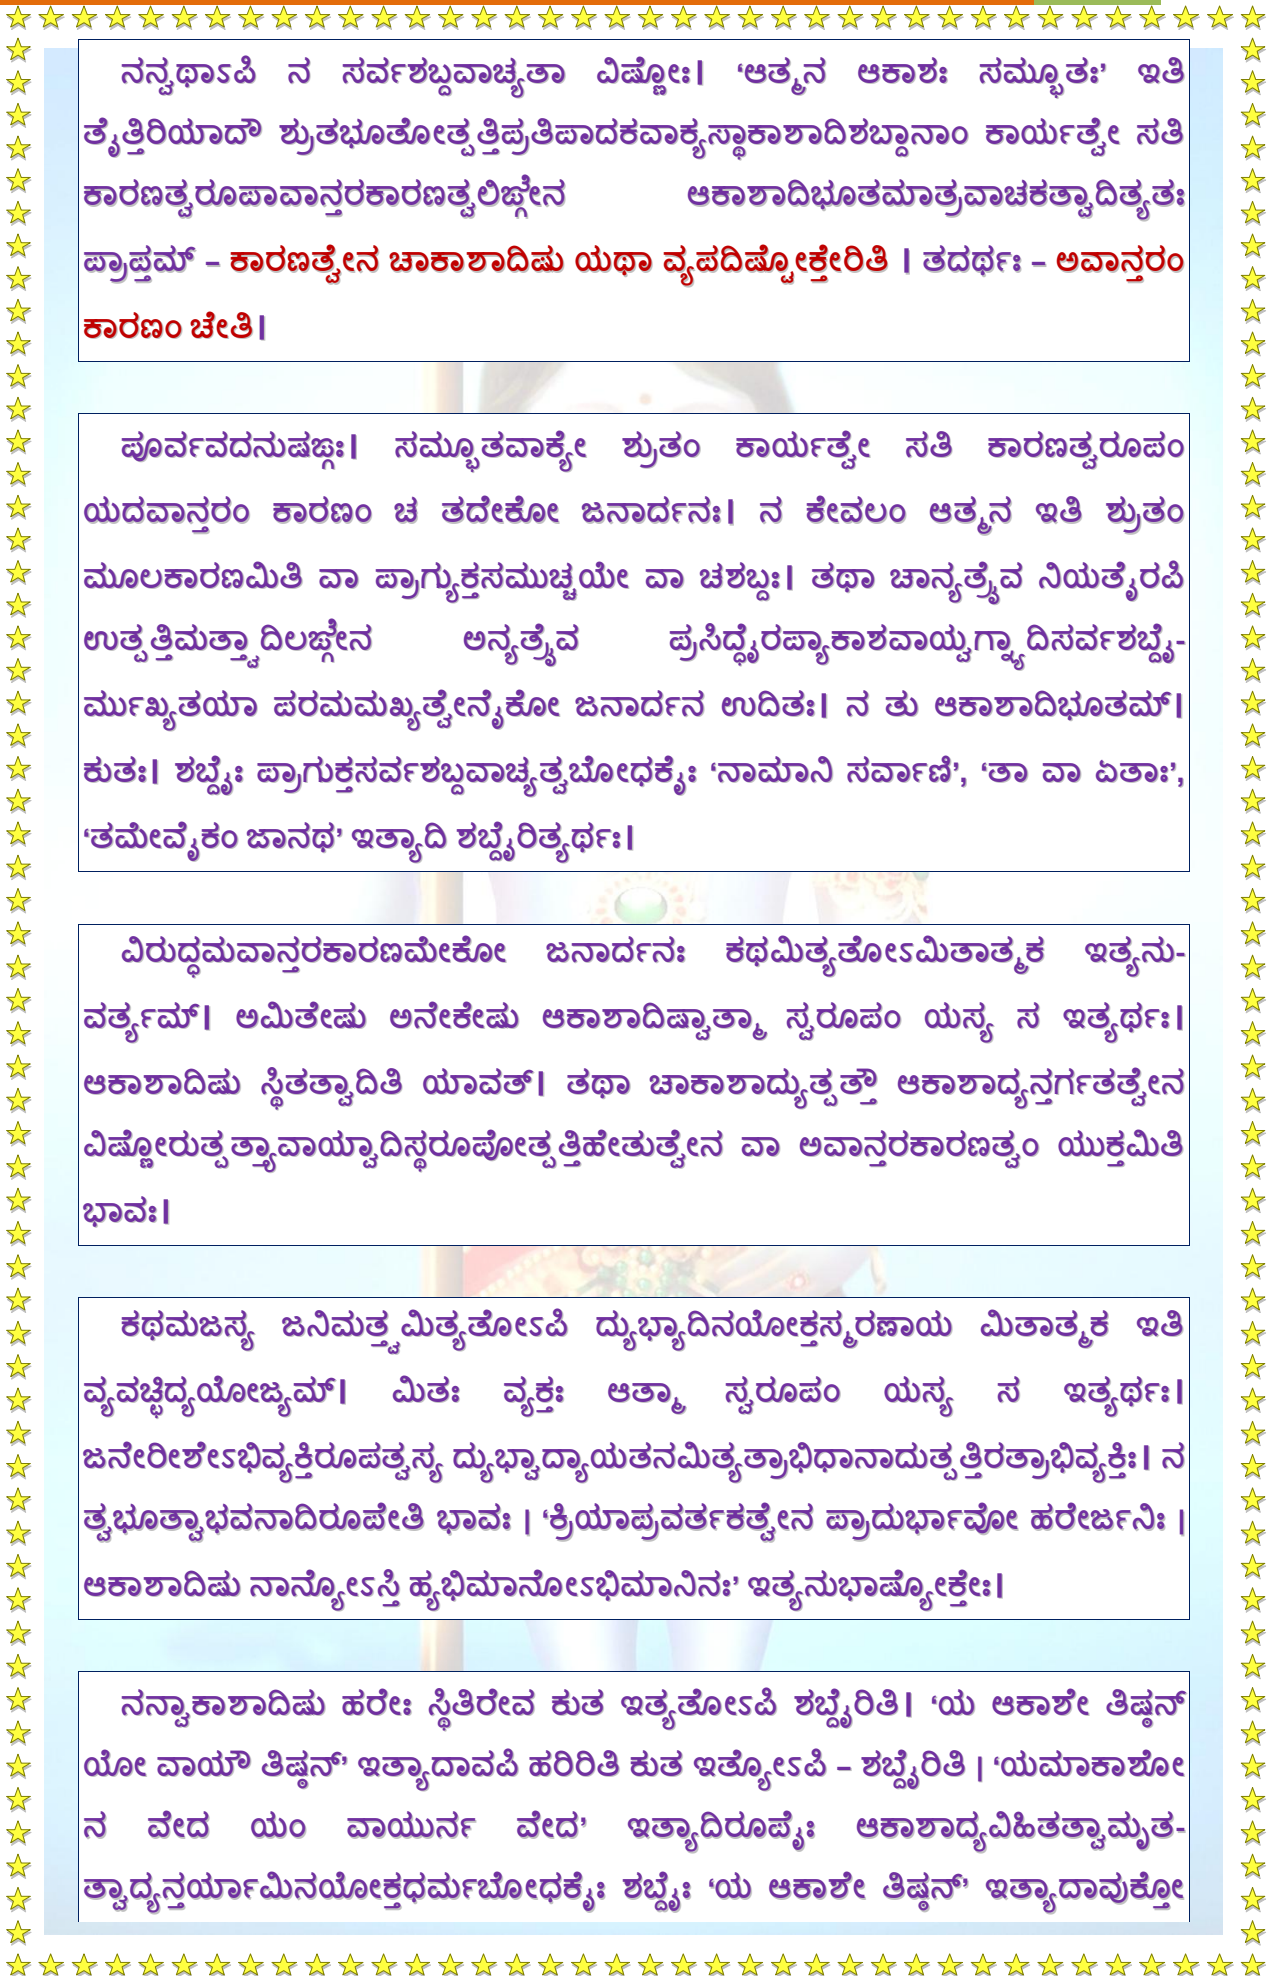 ನನ್ವಥಾಽಪಿ ನ ಸರ್ವಶಬ್ದವಾಚ್ಯತಾ ವಿಷ್ಣೋಃ। ‘ಆತ್ಮನ ಆಕಾಶಃ ಸಮ್ಭೂತಃ’ ಇತಿ
ತೈತ್ತಿರಿಯಾದೌ ಶ್ರುತಭೂತೋತ್ಪತ್ತಿಪ್ರತಿಪಾದಕವಾಕ್ಯಸ್ಥಾಕಾಶಾದಿಶಬ್ದಾನಾಂ ಕಾರ್ಯತ್ವೇ ಸತಿ
ಕಾರಣತ್ವರೂಪಾವಾನ್ತರಕಾರಣತ್ವಲಿಙ್ಗೇನ ಆಕಾಶಾದಿಭೂತಮಾತ್ರವಾಚಕತ್ವಾದಿತ್ಯತಃ
ಪ್ರಾಪ್ತಮ್ – ಕಾರಣತ್ವೇನ ಚಾಕಾಶಾದಿಷು ಯಥಾ ವ್ಯಪದಿಷ್ಟೋಕ್ತೇರಿತಿ । ತದರ್ಥಃ – ಅವಾನ್ತರಂ
ಕಾರಣಂ ಚೇತಿ।
ಪೂರ್ವವದನುಷಙ್ಗಃ। ಸಮ್ಭೂತವಾಕ್ಯೇ ಶ್ರುತಂ ಕಾರ್ಯತ್ವೇ ಸತಿ ಕಾರಣತ್ವರೂಪಂ
ಯದವಾನ್ತರಂ ಕಾರಣಂ ಚ ತದೇಕೋ ಜನಾರ್ದನಃ। ನ ಕೇವಲಂ ಆತ್ಮನ ಇತಿ ಶ್ರುತಂ
ಮೂಲಕಾರಣಮಿತಿ ವಾ ಪ್ರಾಗ್ಯುಕ್ತಸಮುಚ್ಚಯೇ ವಾ ಚಶಬ್ದಃ। ತಥಾ ಚಾನ್ಯತ್ರೈವ ನಿಯತೈರಪಿ
ಉತ್ಪತ್ತಿಮತ್ತ್ವಾದಿಲಙ್ಗೇನ ಅನ್ಯತ್ರೈವ ಪ್ರಸಿದ್ಧೈರಪ್ಯಾಕಾಶವಾಯ್ವಗ್ನ್ಯಾದಿಸರ್ವಶಬ್ದೈ-
ರ್ಮುಖ್ಯತಯಾ ಪರಮಮಖ್ಯತ್ವೇನೈಕೋ ಜನಾರ್ದನ ಉದಿತಃ। ನ ತು ಆಕಾಶಾದಿಭೂತಮ್।
ಕುತಃ। ಶಬ್ದೈಃ ಪ್ರಾಗುಕ್ತಸರ್ವಶಬ್ದವಾಚ್ಯತ್ವಬೋಧಕೈಃ ‘ನಾಮಾನಿ ಸರ್ವಾಣಿ’, ‘ತಾ ವಾ ಏತಾಃ’,
‘ತಮೇವೈಕಂ ಜಾನಥ’ ಇತ್ಯಾದಿ ಶಬ್ದೈರಿತ್ಯರ್ಥಃ।
ವಿರುದ್ಧಮವಾನ್ತರಕಾರಣಮೇಕೋ ಜನಾರ್ದನಃ ಕಥಮಿತ್ಯತೋಽಮಿತಾತ್ಮಕ ಇತ್ಯನು-
ವರ್ತ್ಯಮ್। ಅಮಿತೇಷು ಅನೇಕೇಷು ಆಕಾಶಾದಿಷ್ವಾತ್ಮಾ ಸ್ವರೂಪಂ ಯಸ್ಯ ಸ ಇತ್ಯರ್ಥಃ।
ಆಕಾಶಾದಿಷು ಸ್ಥಿತತ್ವಾದಿತಿ ಯಾವತ್। ತಥಾ ಚಾಕಾಶಾದ್ಯುತ್ಪತ್ತೌ ಆಕಾಶಾದ್ಯನ್ತರ್ಗತತ್ವೇನ
ವಿಷ್ಣೋರುತ್ಪತ್ತ್ಯಾವಾಯ್ವಾದಿಸ್ಥರೂಪೋತ್ಪತ್ತಿಹೇತುತ್ವೇನ ವಾ ಅವಾನ್ತರಕಾರಣತ್ವಂ ಯುಕ್ತಮಿತಿ
ಭಾವಃ।
ಕಥಮಜಸ್ಯ ಜನಿಮತ್ತ್ವಮಿತ್ಯತೋಽಪಿ ದ್ಯುಭ್ವಾದಿನಯೋಕ್ತಸ್ಮರಣಾಯ ಮಿತಾತ್ಮಕ ಇತಿ
ವ್ಯವಚ್ಛಿದ್ಯಯೋಜ್ಯಮ್। ಮಿತಃ ವ್ಯಕ್ತಃ ಆತ್ಮಾ ಸ್ವರೂಪಂ ಯಸ್ಯ ಸ ಇತ್ಯರ್ಥಃ।
ಜನೇರೀಶೇಽಭಿವ್ಯಕ್ತಿರೂಪತ್ವಸ್ಯ ದ್ಯುಭ್ವಾದ್ಯಾಯತನಮಿತ್ಯತ್ರಾಭಿಧಾನಾದುತ್ಪತ್ತಿರತ್ರಾಭಿವ್ಯಕ್ತಿಃ। ನ
ತ್ವಭೂತ್ವಾಭವನಾದಿರೂಪೇತಿ ಭಾವಃ । ‘ಕ್ರಿಯಾಪ್ರವರ್ತಕತ್ವೇನ ಪ್ರಾದುರ್ಭಾವೋ ಹರೇರ್ಜನಿಃ ।
ಆಕಾಶಾದಿಷು ನಾನ್ಯೋಽಸ್ತಿ ಹ್ಯಭಿಮಾನೋಽಭಿಮಾನಿನಃ’ ಇತ್ಯನುಭಾಷ್ಯೋಕ್ತೇಃ।
ನನ್ವಾಕಾಶಾದಿಷು ಹರೇಃ ಸ್ಥಿತಿರೇವ ಕುತ ಇತ್ಯತೋಽಪಿ ಶಬ್ದೈರಿತಿ। ‘ಯ ಆಕಾಶೇ ತಿಷ್ಠನ್
ಯೋ ವಾಯೌ ತಿಷ್ಠನ್’ ಇತ್ಯಾದಾವಪಿ ಹರಿರಿತಿ ಕುತ ಇತ್ಯೋಽಪಿ – ಶಬ್ದೈರಿತಿ । ‘ಯಮಾಕಾಶೋ
ನ ವೇದ ಯಂ ವಾಯುರ್ನ ವೇದ’ ಇತ್ಯಾದಿರೂಪೈಃ ಆಕಾಶಾದ್ಯವಿಹಿತತ್ವಾಮೃತ-
ತ್ವಾದ್ಯನ್ತರ್ಯಾಮಿನಯೋಕ್ತಧರ್ಮಬೋಧಕೈಃ ಶಬ್ದೈಃ ‘ಯ ಆಕಾಶೇ ತಿಷ್ಠನ್’ ಇತ್ಯಾದಾವುಕ್ತೋ